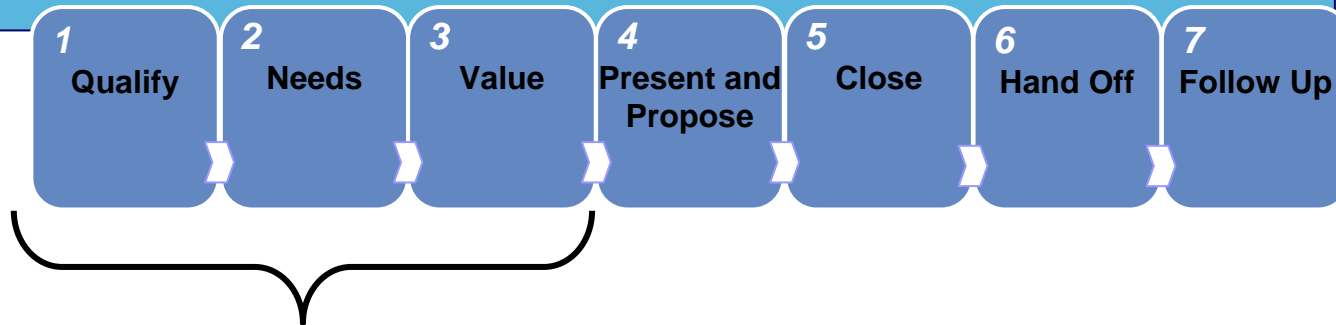 1
Qualify
2
Needs
3
Value
4
Present and
Propose
5
Close
6
Hand Off
7
Follow Up